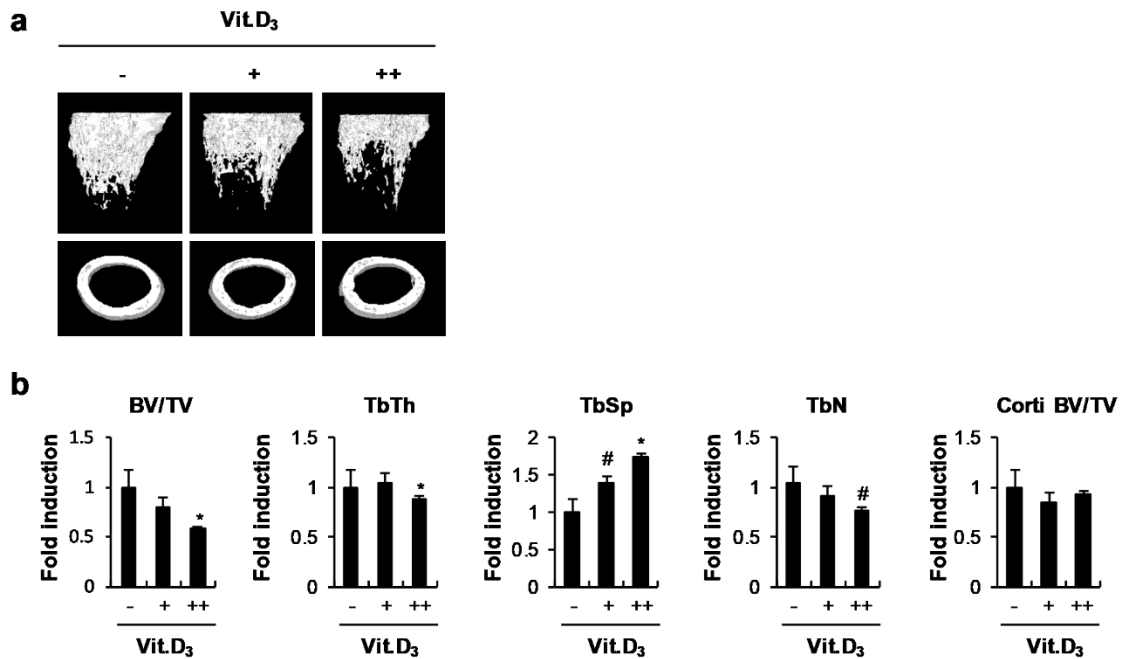 a
Vit.D₃
- + ++
b
BV/TV TbTh TbSp TbN Corti BV/TV
Fold induction
1.5
1
0.5
0
*
- + ++
Vit.D₃
Fold induction
1.5
1
0.5
0
*
- + ++
Vit.D₃
Fold induction
2
1.5
1
0.5
0
#
*
- + ++
Vit.D₃
Fold induction
1.5
1
0.5
0
#
- + ++
Vit.D₃
Fold induction
1.5
1
0.5
0
- + ++
Vit.D₃